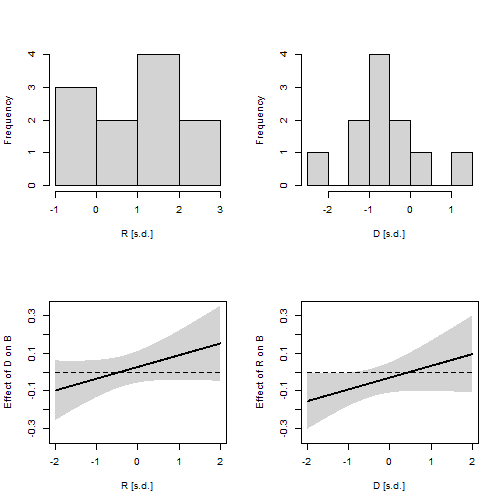 Frequency
0 1 2 3 4
-1 0 1 2 3
R [s.d.]
Frequency
0 1 2 3 4
-2 -1 0 1
D [s.d.]
Effect of D on B
-0.3 -0.1 0.1 0.3
-2 -1 0 1 2
R [s.d.]
Effect of R on B
-0.3 -0.1 0.1 0.3
-2 -1 0 1 2
D [s.d.]